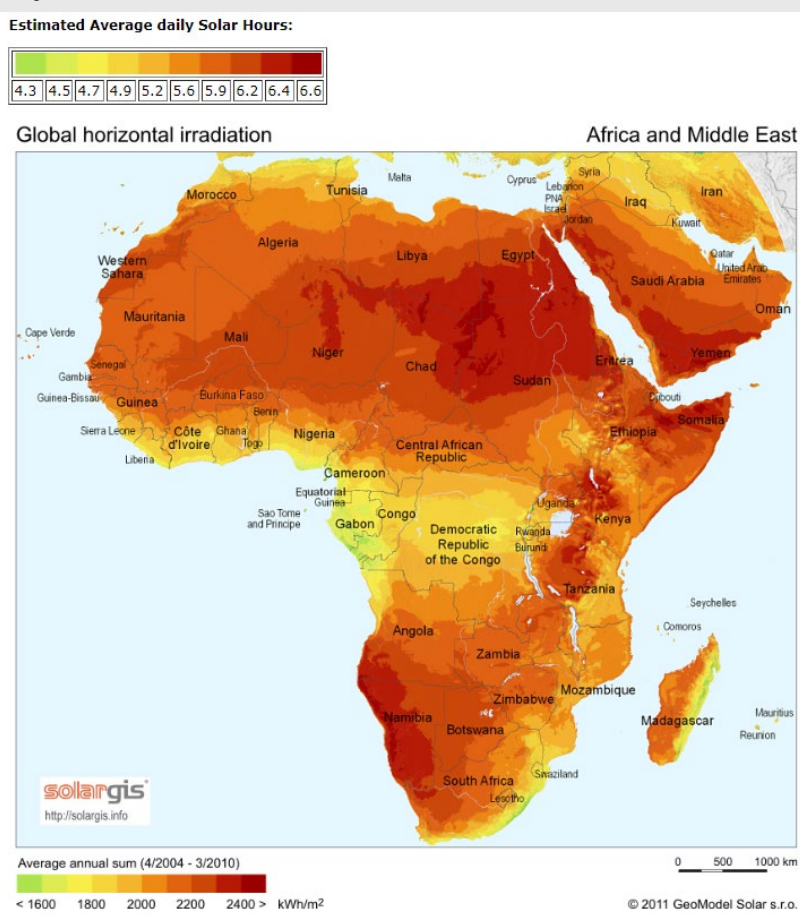 Estimated Average daily Solar Hours:
4.3 4.5 4.7 4.9 5.2 5.6 5.9 6.2 6.4 6.6
Global horizontal irradiation
Africa and Middle East
Malta
Cyprus
Syria
Lebanon
PNA
Israel
Jordan
Iraq
Iran
Kuwait
Morocco
Tunisia
Algeria
Libya
Egypt
Western
Sahara
Qatar
United Arab
Emirates
Saudi Arabia
Oman
Mauritania
Cape Verde
Mali
Niger
Chad
Sudan
Eritrea
Yemen
Senegal
Gambia
Guinea-Bissau
Guinea
Burkina Faso
Benin
Djibouti
Somalia
Ethiopia
Sierra Leone
Côte
d'Ivoire
Ghana
Togo
Nigeria
Liberia
Central African
Republic
Cameroon
Equatorial
Guinea
Sao Tome
and Principe
Gabon
Congo
Democratic
Republic
of the Congo
Uganda
Rwanda
Burundi
Kenya
Tanzania
Seychelles
Comoros
Angola
Zambia
Zimbabwe
Mozambique
Madagascar
Mauritius
Reunion
Namibia
Botswana
South Africa
Swaziland
Lesotho
solargis
http://solargis.info
Average annual sum (4/2004 - 3/2010)
< 1600 1800 2000 2200 2400 > kWh/m²
0 500 1000 km
© 2011 GeoModel Solar s.r.o.